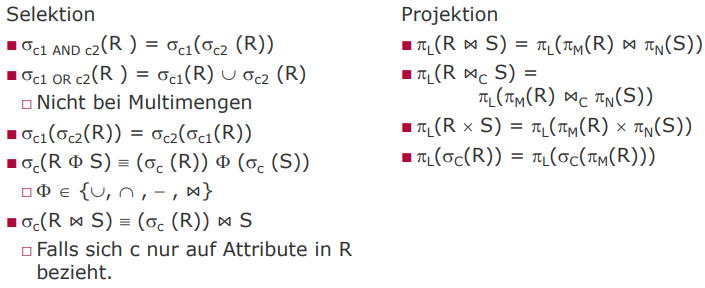 Selektion
■ σc1 AND c2(R ) = σc1(σc2 (R))
■ σc1 OR c2(R ) = σc1(R) ∪ σc2 (R)
□ Nicht bei Multimengen
■ σc1(σc2(R)) = σc2(σc1(R))
■ σc(R Φ S) ≡ (σc (R)) Φ (σc (S))
□ Φ ∈ {∪, ∩ , − , ⋈}
■ σc(R ⋈ S) ≡ (σc (R)) ⋈ S
□ Falls sich c nur auf Attribute in R
bezieht.
Projektion
■ πL(R ⋈ S) = πL(πM(R) ⋈ πN(S))
■ πL(R ⋈C S) =
πL(πM(R) ⋈C πN(S))
■ πL(R × S) = πL(πM(R) × πN(S))
■ πL(σC(R)) = πL(σC(πM(R)))